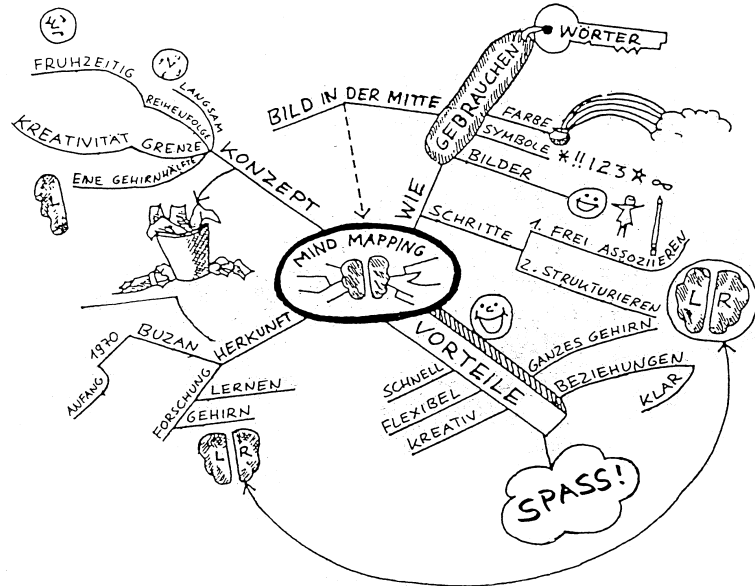 MIND MAPPING
WIE
GEBRAUCHEN
WÖRTER
BILD IN DER MITTE
FARBE
SYMBOLE *!!123☆∞
BILDER
SCHRITTE
1. FREI ASSOZIIEREN
2. STRUKTURIEREN
L R
VORTEILE
GANZES GEHIRN
BEZIEHUNGEN
KLAR
SCHNELL
FLEXIBEL
KREATIV
SPASS!
HERKUNFT
BUZAN
1970
ANFANG
FORSCHUNG
LERNEN
GEHIRN
L R
KONZEPT
LANGSAM
REIHENFOLGE
FRUHZEITIG
GRENZE
KREATIVITÄT
EINE GEHIRNHÄLFTE